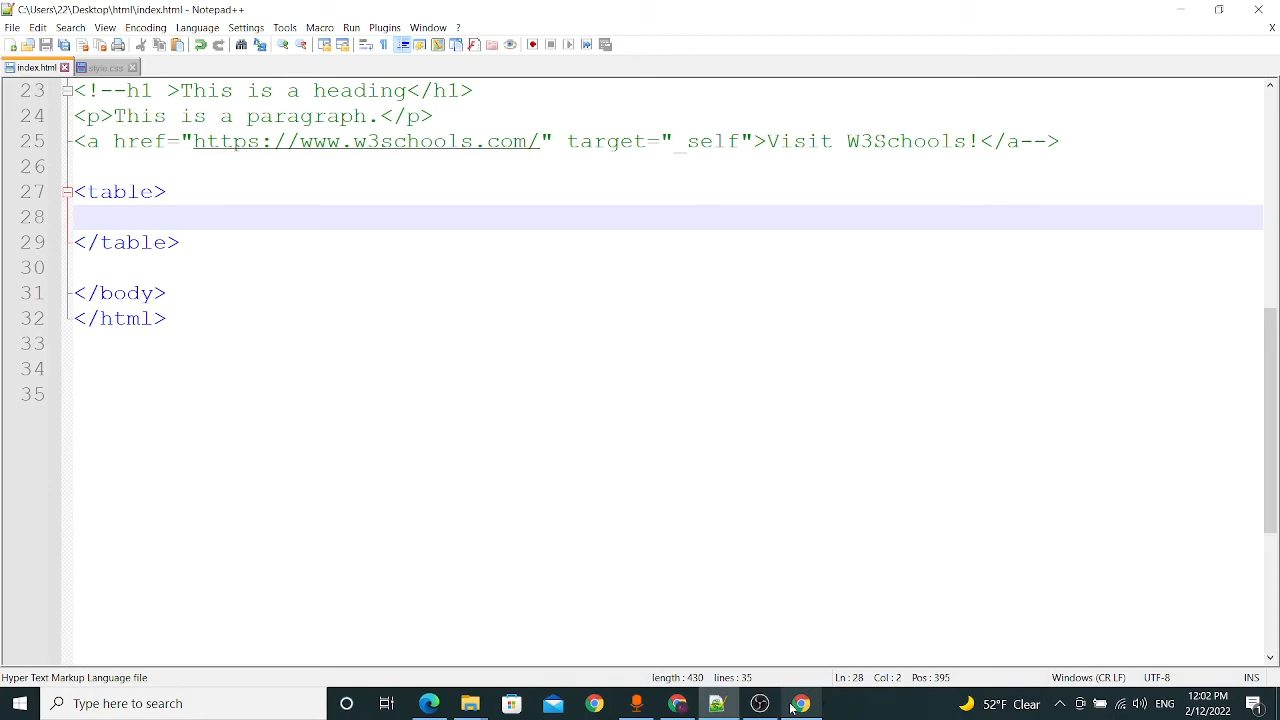 C:\Users\22\Desktop\html\index.html - Notepad++
File Edit Search View Encoding Language Settings Tools Macro Run Plugins Window ? X
index.html style.css
23 <!--h1 >This is a heading</h1>
24 <p>This is a paragraph.</p>
25 <a href="https://www.w3schools.com/" target="_self">Visit W3Schools!</a-->
26
27 <table>
28
29 </table>
30
31 </body>
32 </html>
33
34
35
Hyper Text Markup Language file length: 430 lines: 35 Ln: 28 Col: 2 Pos: 395 Windows (CR LF) UTF-8 INS
Type here to search 52°F Clear ENG 12:02 PM
2/12/2022